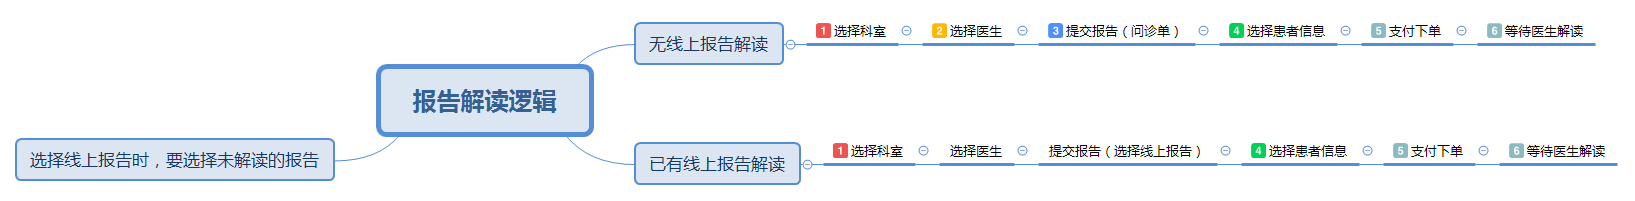 报告解读逻辑
无线上报告解读
1 选择科室
2 选择医生
3 提交报告（问诊单）
4 选择患者信息
5 支付下单
6 等待医生解读
已有线上报告解读
1 选择科室
选择医生
提交报告（选择线上报告）
4 选择患者信息
5 支付下单
6 等待医生解读
选择线上报告时，要选择未解读的报告